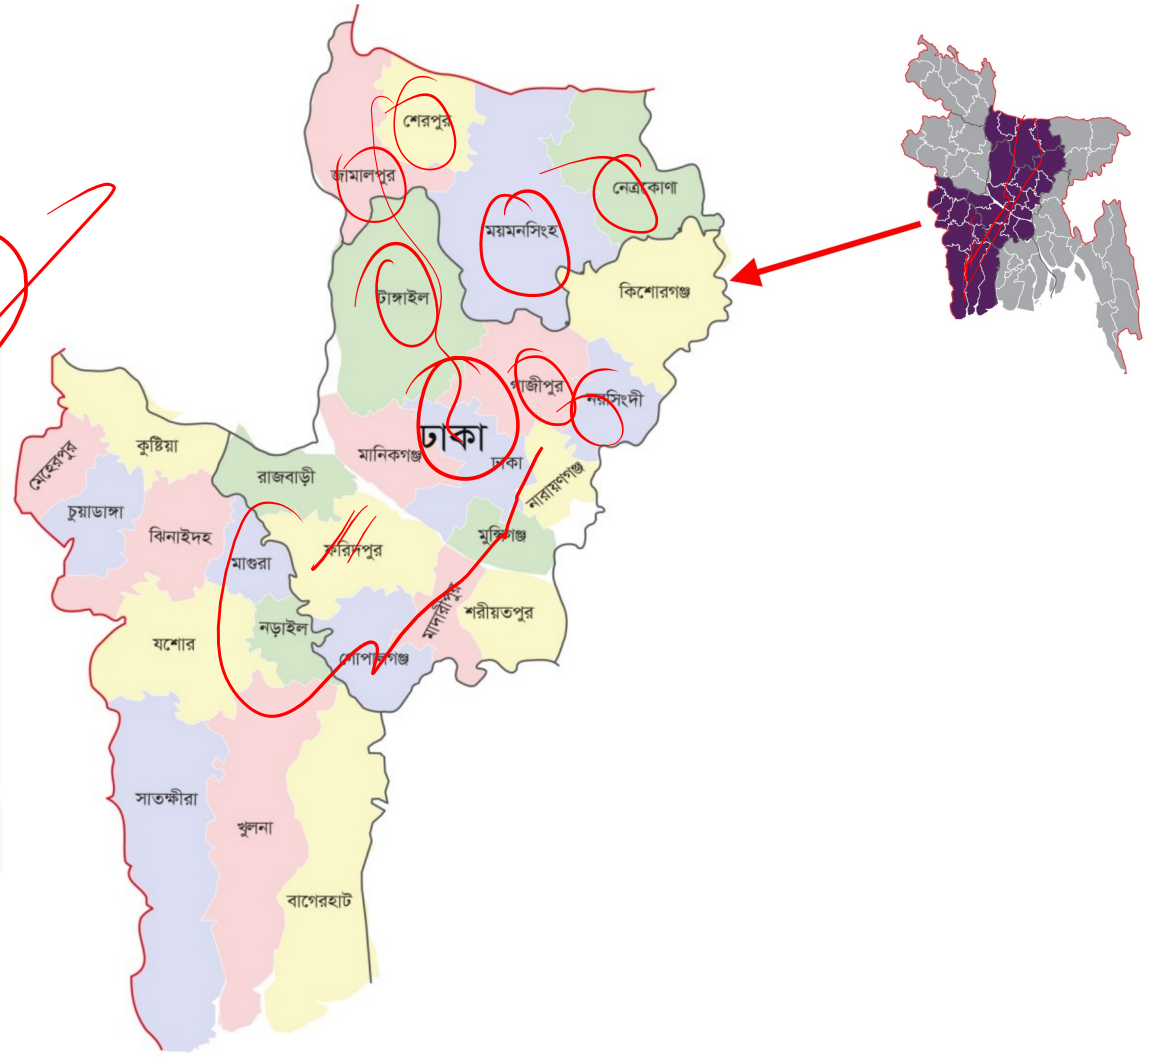 শেরপুর
জামালপুর
নেত্রকোণা
ময়মনসিংহ
কিশোরগঞ্জ
টাঙ্গাইল
গাজীপুর
নরসিংদী
ঢাকা
মানিকগঞ্জ
ঢাকা
নারায়ণগঞ্জ
কুষ্টিয়া
মেহেরপুর
রাজবাড়ী
চুয়াডাঙ্গা
ঝিনাইদহ
মুন্সিগঞ্জ
ফরিদপুর
মাগুরা
মাদারীপুর
শরীয়তপুর
নড়াইল
যশোর
গোপালগঞ্জ
সাতক্ষীরা
খুলনা
বাগেরহাট